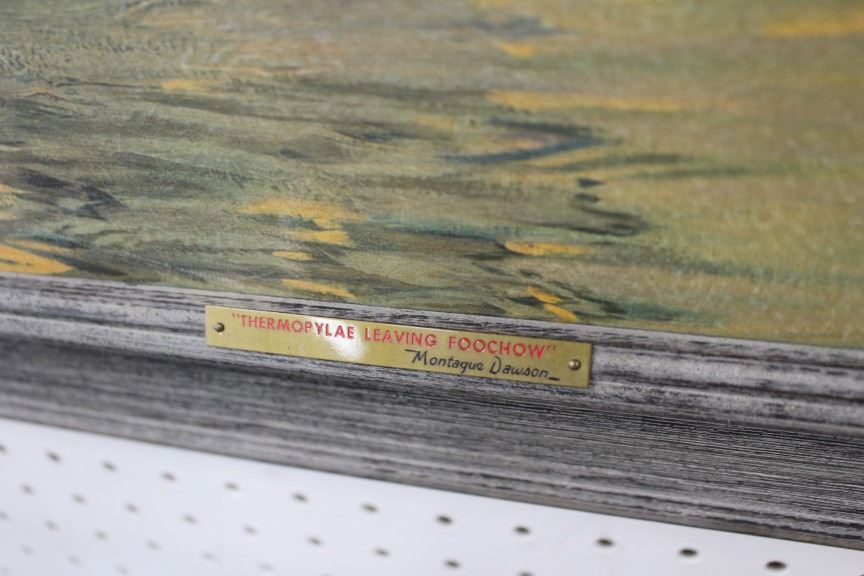 "THERMOPYLAE LEAVING FOOCHOW"
Montague Dawson